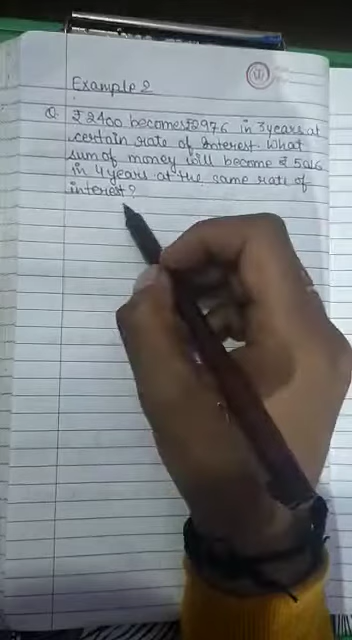 Example 2
Q. ₹ 2400 becomes ₹2976 in 3 years at
certain rate of Interest. What
sum of money will become ₹ 5016
in 4 years at the same rate of
interest?